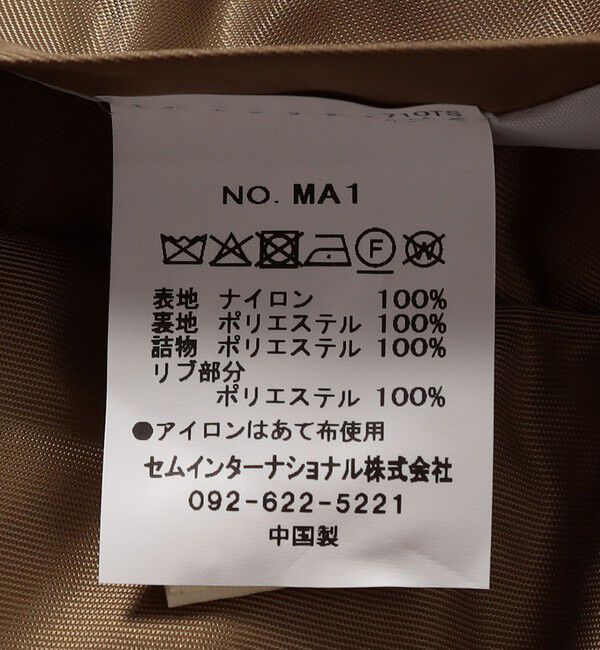 710TS
NO. MA1
F W
表地 ナイロン 100%
裏地 ポリエステル 100%
詰物 ポリエステル 100%
リブ部分
ポリエステル 100%
●アイロンはあて布使用
セムインターナショナル株式会社
092-622-5221
中国製